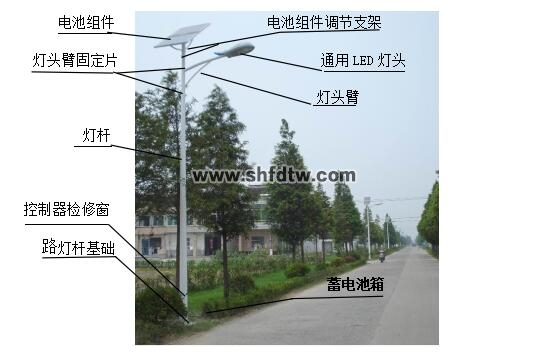 电池组件
电池组件调节支架
灯头臂固定片
通用LED灯头
灯头臂
灯杆
www.shfdtw.com
控制器检修窗
路灯杆基础
蓄电池箱